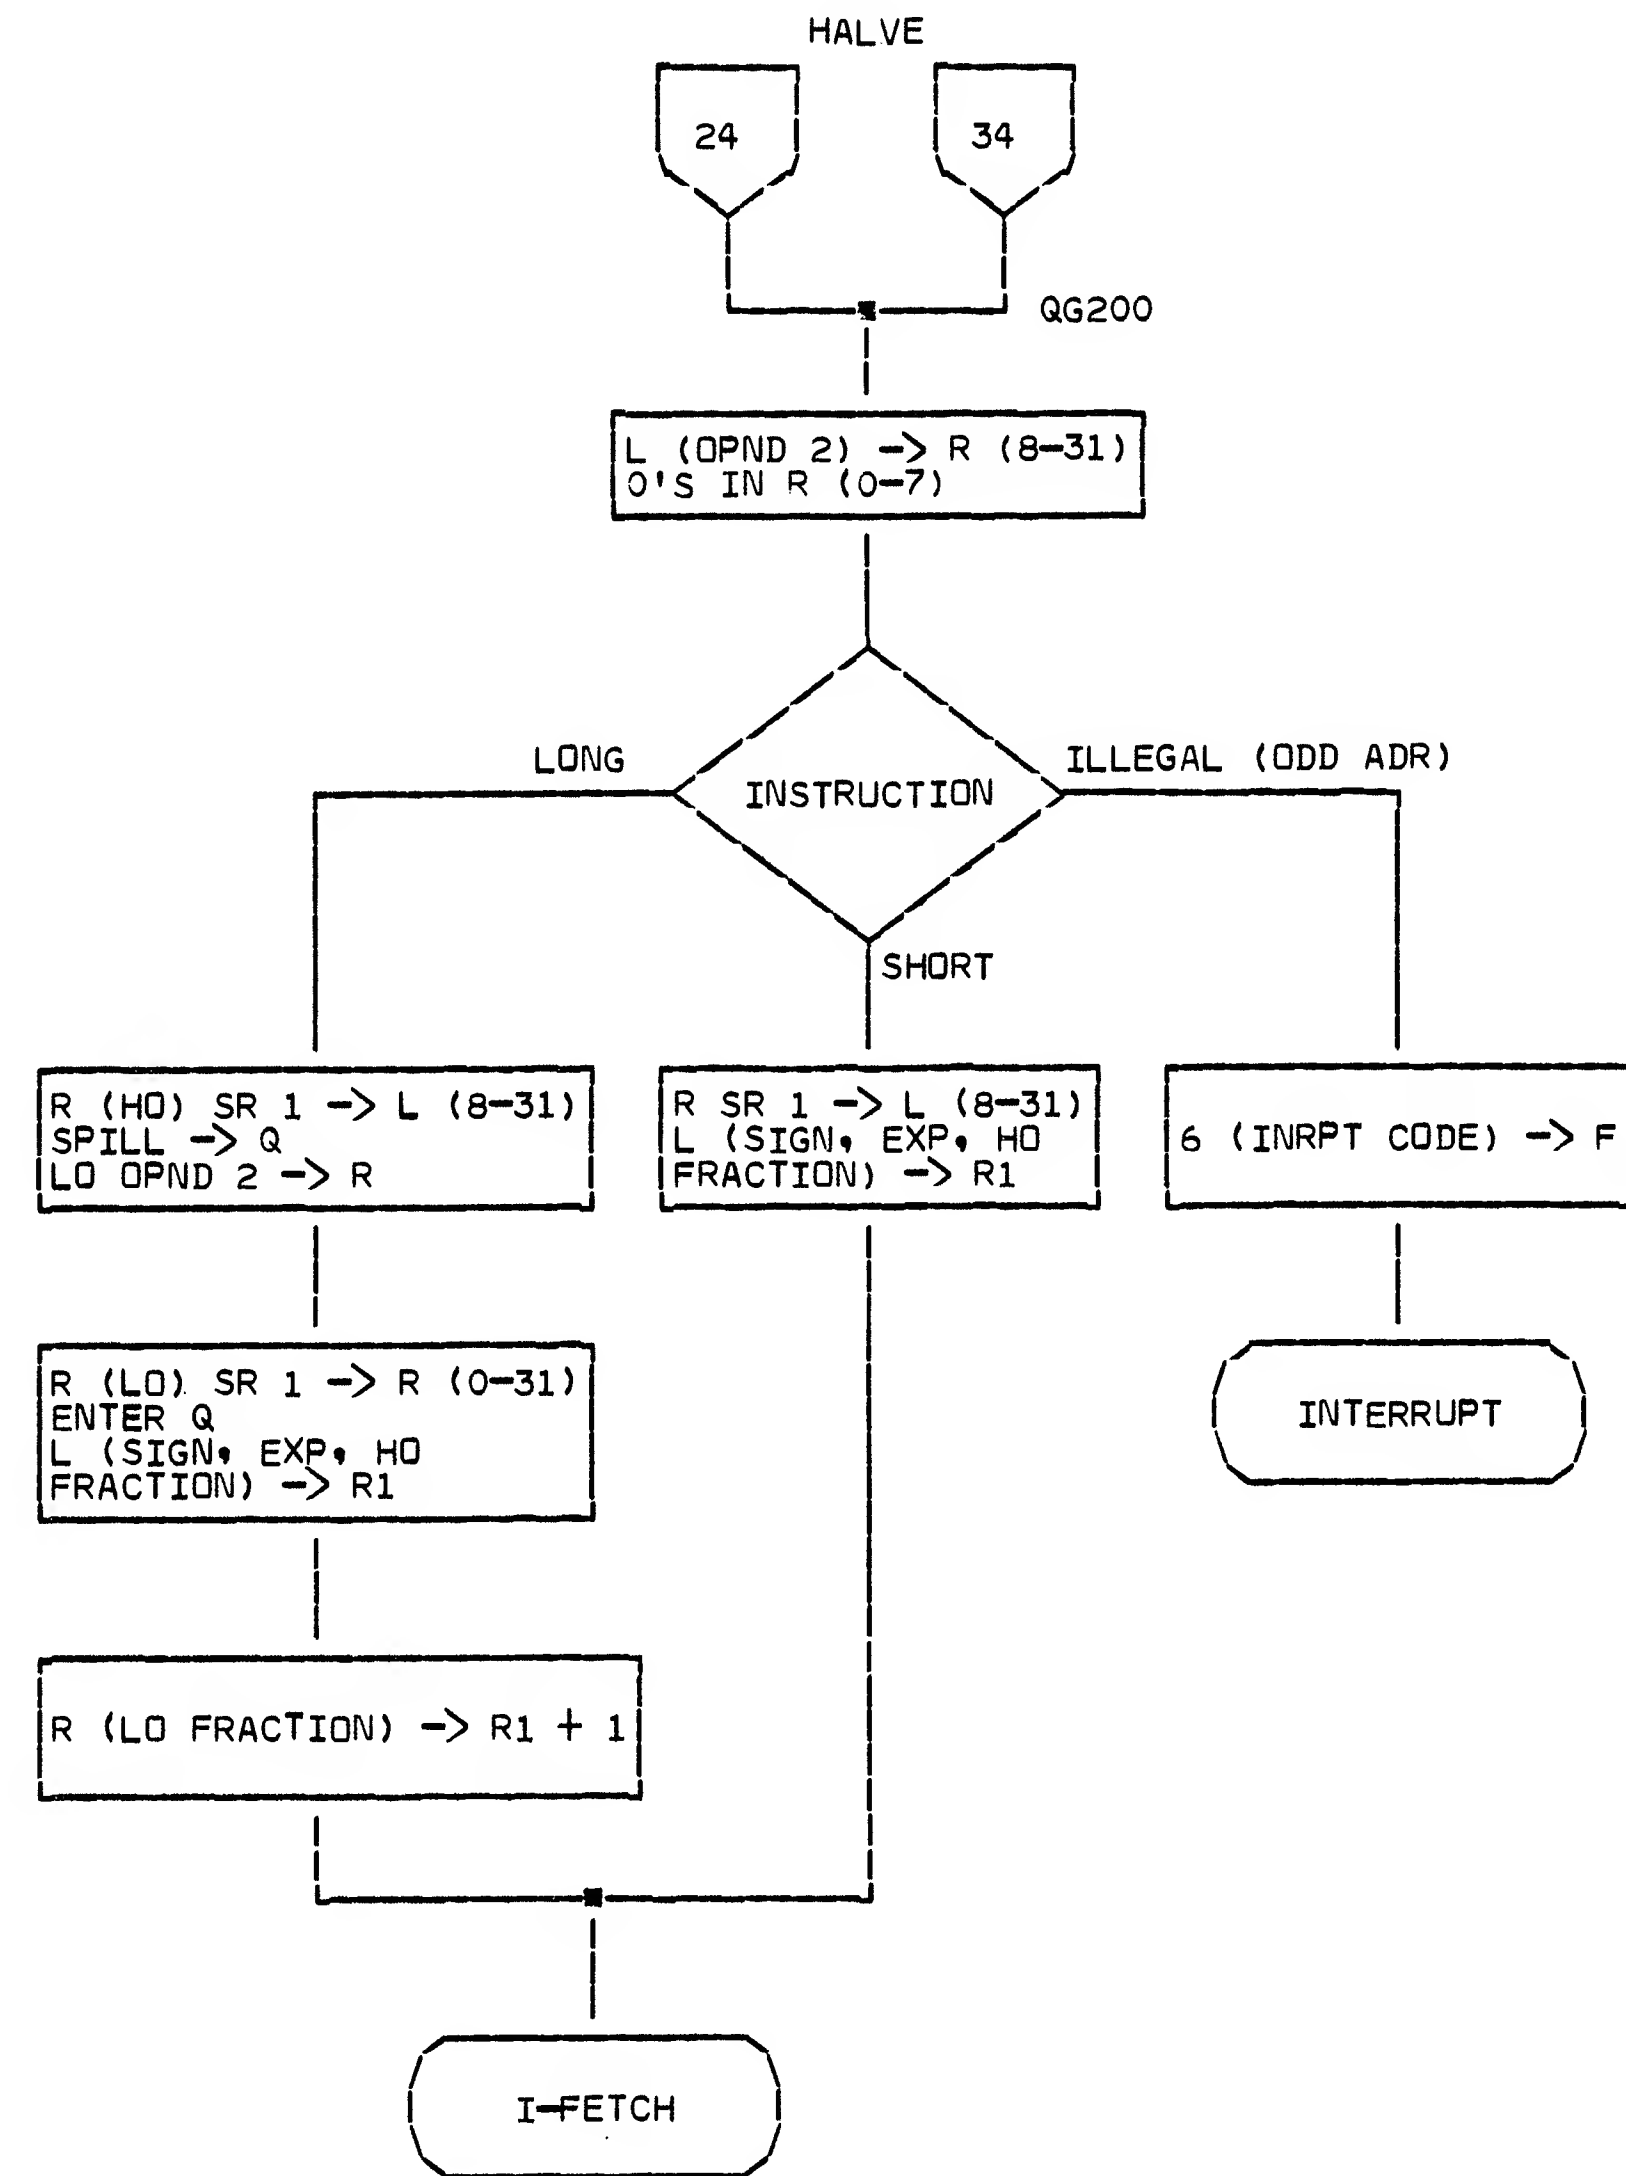 HALVE
24
34
QG200
L (OPND 2) -> R (8-31)
0'S IN R (0-7)
LONG
INSTRUCTION
ILLEGAL (ODD ADR)
SHORT
R (HO) SR 1 -> L (8-31)
SPILL -> Q
LO OPND 2 -> R
R SR 1 -> L (8-31)
L (SIGN, EXP, HO
FRACTION) -> R1
6 (INRPT CODE) -> F
R (LO) SR 1 -> R (0-31)
ENTER Q
L (SIGN, EXP, HO
FRACTION) -> R1
INTERRUPT
R (LO FRACTION) -> R1 + 1
I-FETCH